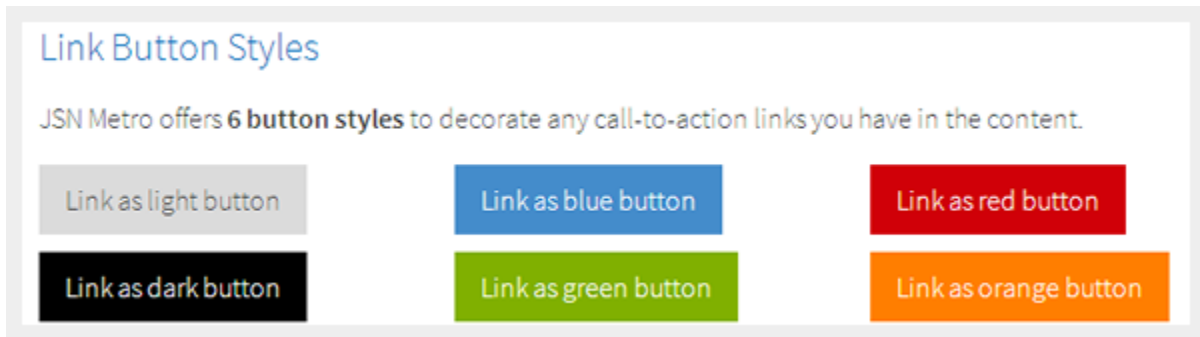 Link Button Styles
JSN Metro offers 6 button styles to decorate any call-to-action links you have in the content.
Link as light button
Link as blue button
Link as red button
Link as dark button
Link as green button
Link as orange button